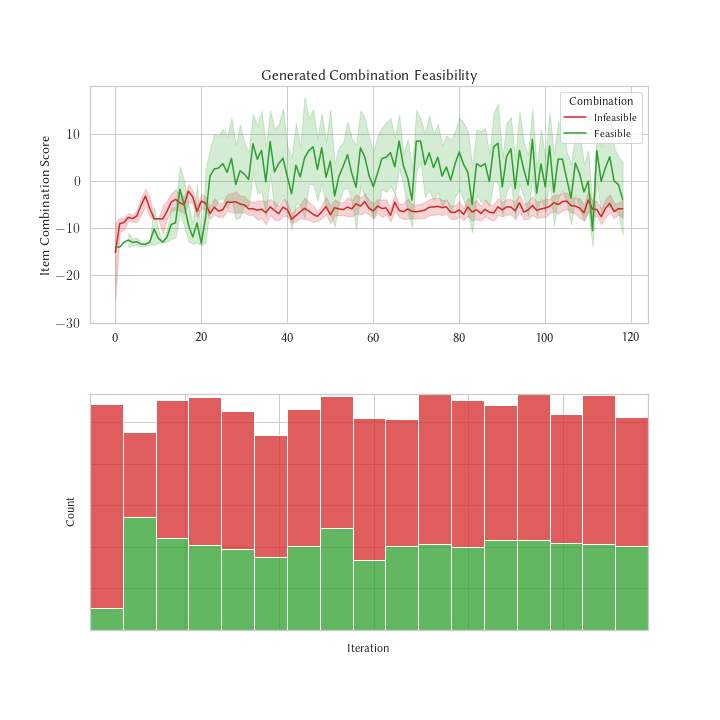 Generated Combination Feasibility
Item Combination Score
10
0
−10
−20
−30
Combination
Infeasible
Feasible
0
20
40
60
80
100
120
Count
Iteration